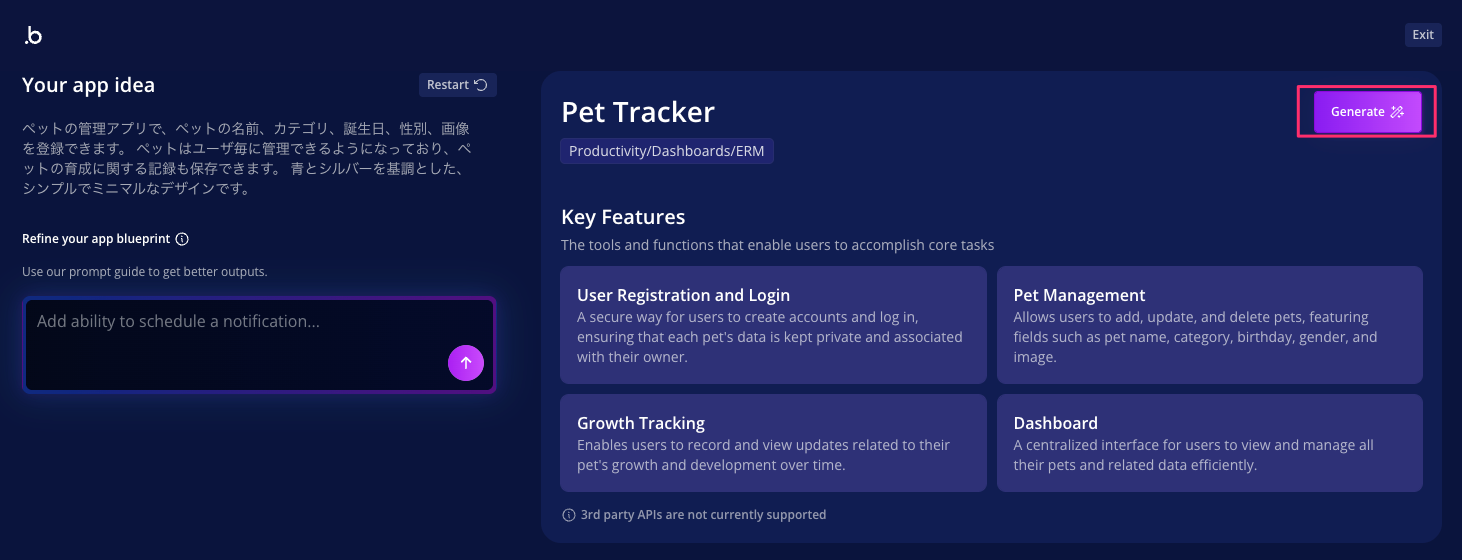 .b
Exit
Your app idea
Restart
ペットの管理アプリで、ペットの名前、カテゴリ、誕生日、性別、画像
を登録できます。 ペットはユーザ毎に管理できるようになっており、ペ
ットの育成に関する記録も保存できます。 青とシルバーを基調とした、
シンプルでミニマルなデザインです。
Refine your app blueprint
Use our prompt guide to get better outputs.
Add ability to schedule a notification...
Pet Tracker
Generate
Productivity/Dashboards/ERM
Key Features
The tools and functions that enable users to accomplish core tasks
User Registration and Login
A secure way for users to create accounts and log in,
ensuring that each pet's data is kept private and associated
with their owner.
Pet Management
Allows users to add, update, and delete pets, featuring
fields such as pet name, category, birthday, gender, and
image.
Growth Tracking
Enables users to record and view updates related to their
pet's growth and development over time.
Dashboard
A centralized interface for users to view and manage all
their pets and related data efficiently.
3rd party APIs are not currently supported